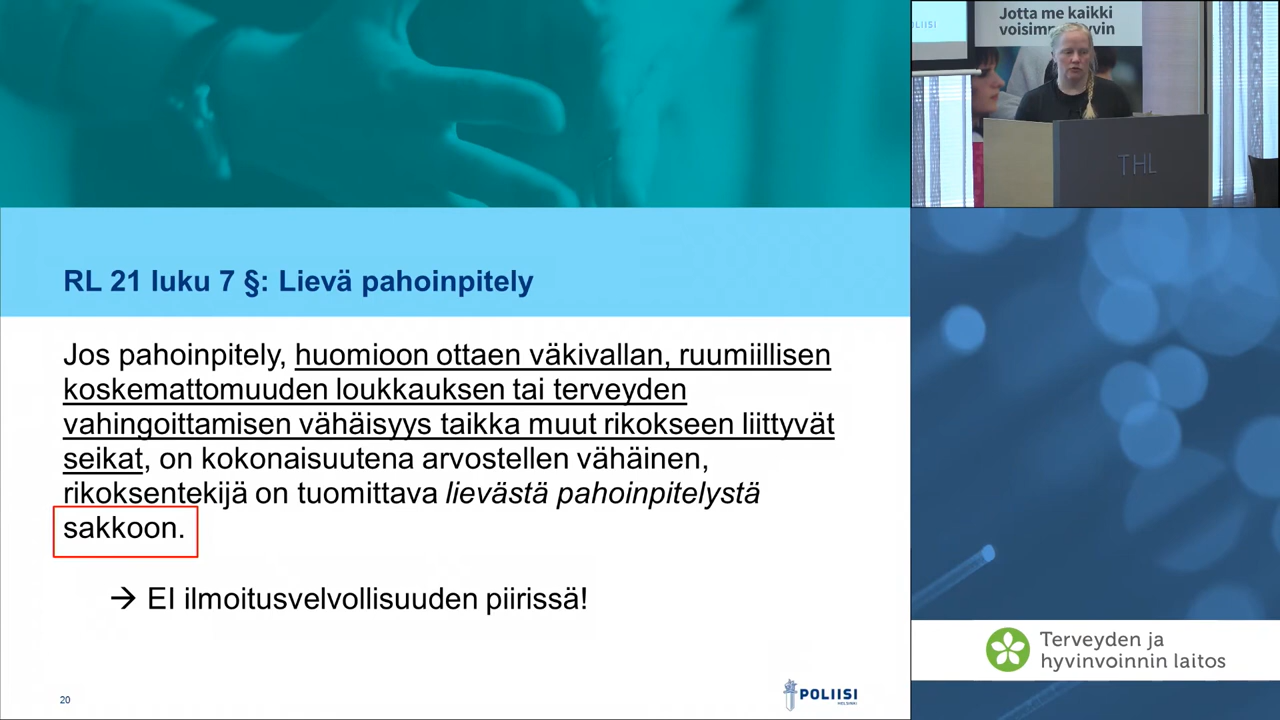 Jotta me kaikki
RL 21 luku 7 §: Lievä pahoinpitely
Jos pahoinpitely, huomioon ottaen väkivallan, ruumiillisen
koskemattomuuden loukkauksen tai terveyden
vahingoittamisen vähäisyys taikka muut rikokseen liittyvät
seikat, on kokonaisuutena arvostellen vähäinen,
rikoksentekijä on tuomittava lievästä pahoinpitelystä
sakkoon.
→ EI ilmoitusvelvollisuuden piirissä!
20
POLIISI
HELSINKI
THL
Terveyden ja
hyvinvoinnin laitos